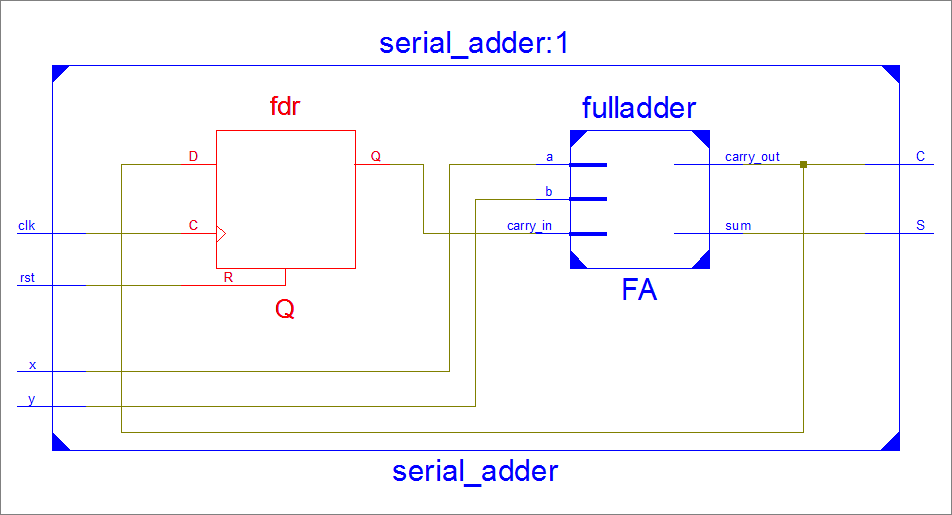 serial_adder:1
fdr
fulladder
D
Q
a
carry_out
C
b
clk
C
carry_in
sum
S
rst
R
Q
FA
x
y
serial_adder